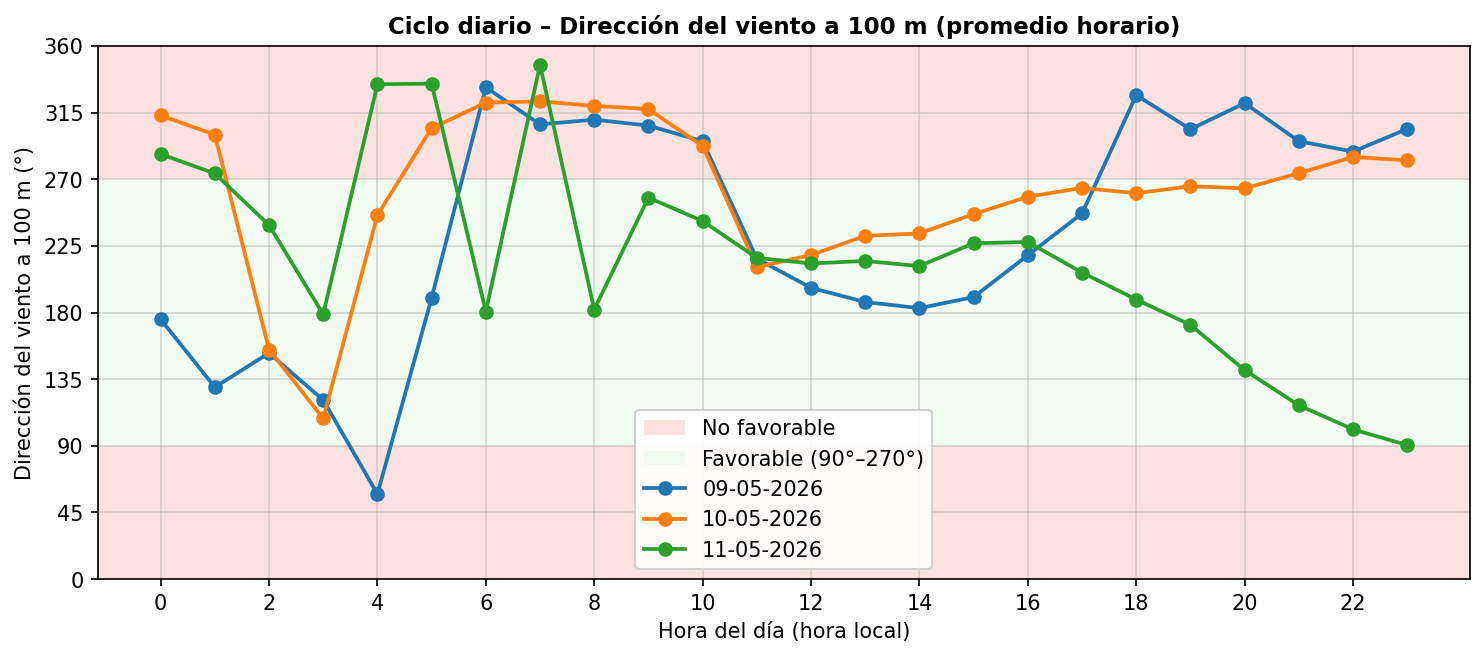 Ciclo diario – Dirección del viento a 100 m (promedio horario)
Dirección del viento a 100 m (°)
360
315
270
225
180
135
90
45
0
No favorable
Favorable (90°–270°)
09-05-2026
10-05-2026
11-05-2026
0 2 4 6 8 10 12 14 16 18 20 22
Hora del día (hora local)